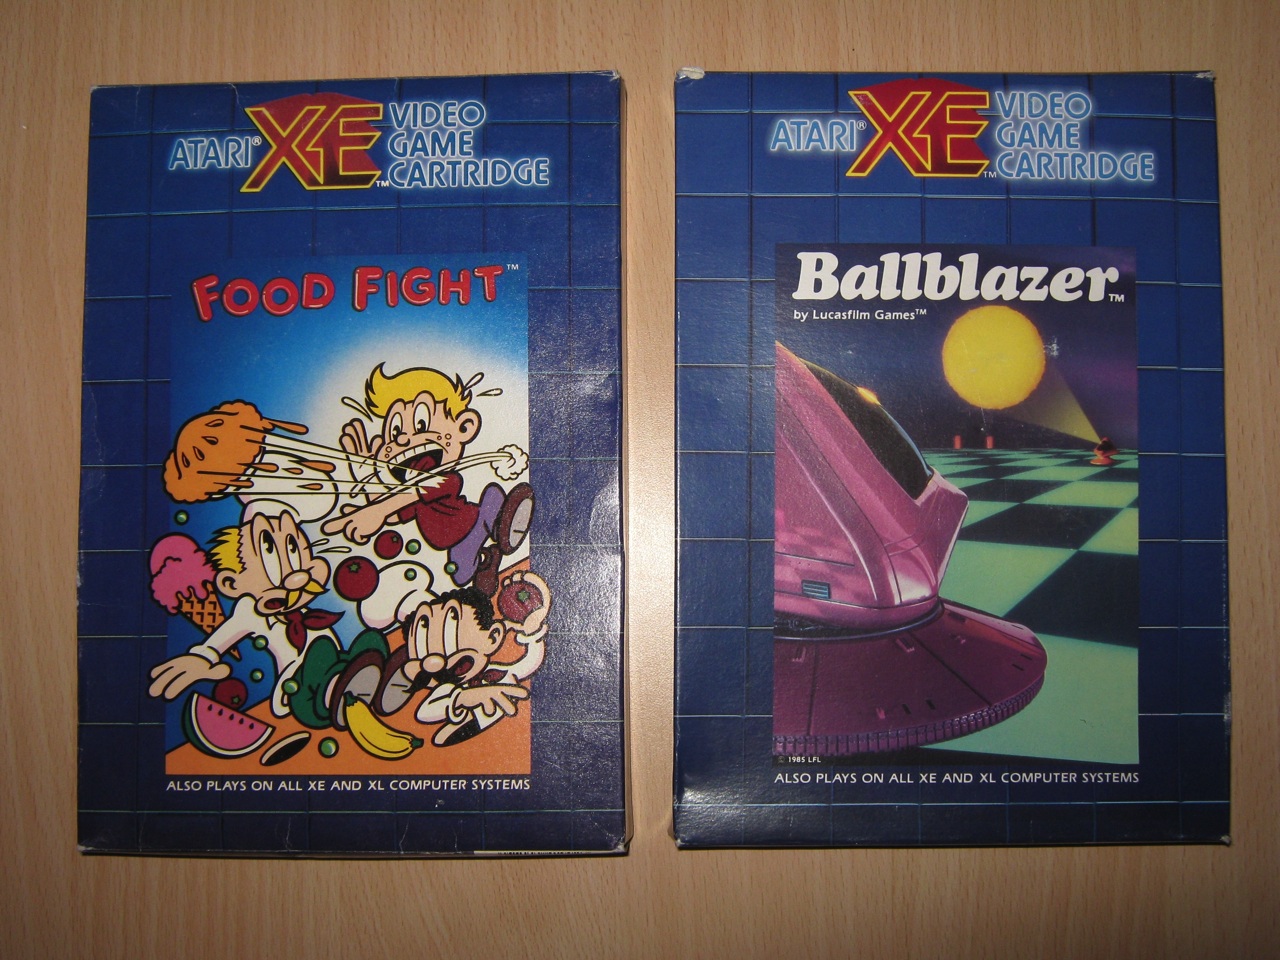 ATARI® XE™ VIDEO
GAME
CARTRIDGE
FOOD FIGHT™
ALSO PLAYS ON ALL XE AND XL COMPUTER SYSTEMS
ATARI® XE™ VIDEO
GAME
CARTRIDGE
Ballblazer™
by Lucasfilm Games™
© 1985 LFL
ALSO PLAYS ON ALL XE AND XL COMPUTER SYSTEMS